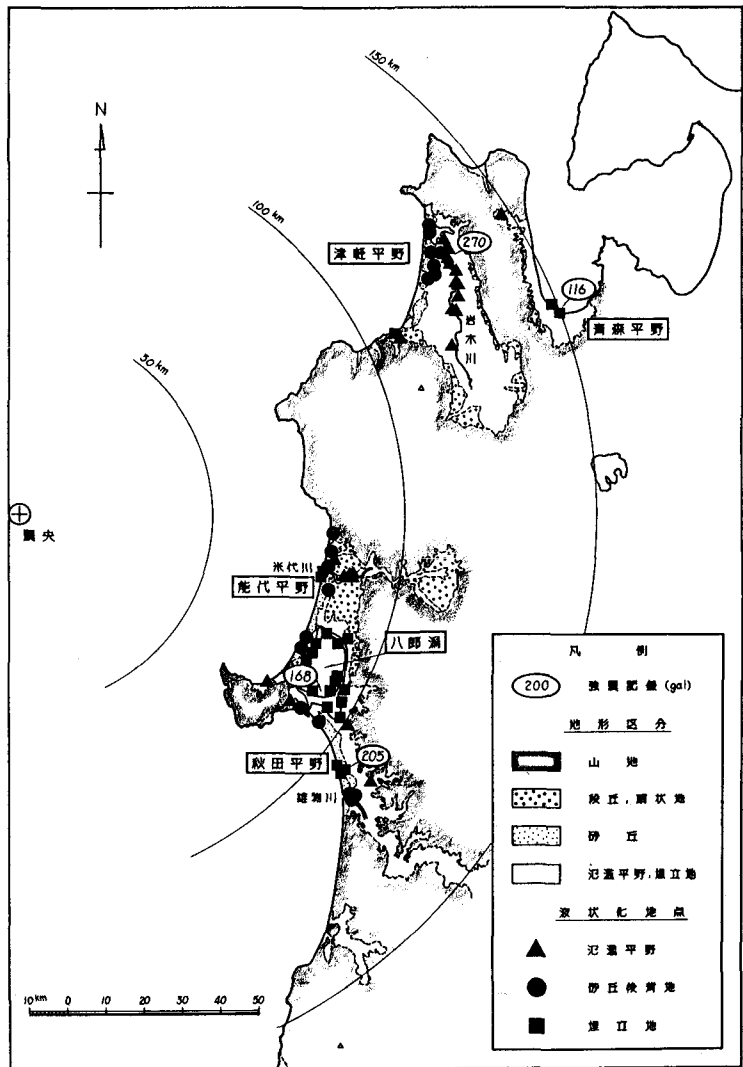 150 km
N
100 km
津軽平野
270
116
青森平野
岩木川
50 km
震央
米代川
能代平野
八郎潟
168
秋田平野
205
雄物川
凡例
200 強震記録 (gal)
地形区分
山地
段丘，扇状地
砂丘
氾濫平野，埋立地
液状化地点
氾濫平野
砂丘後背地
埋立地
10 km 0 10 20 30 40 50